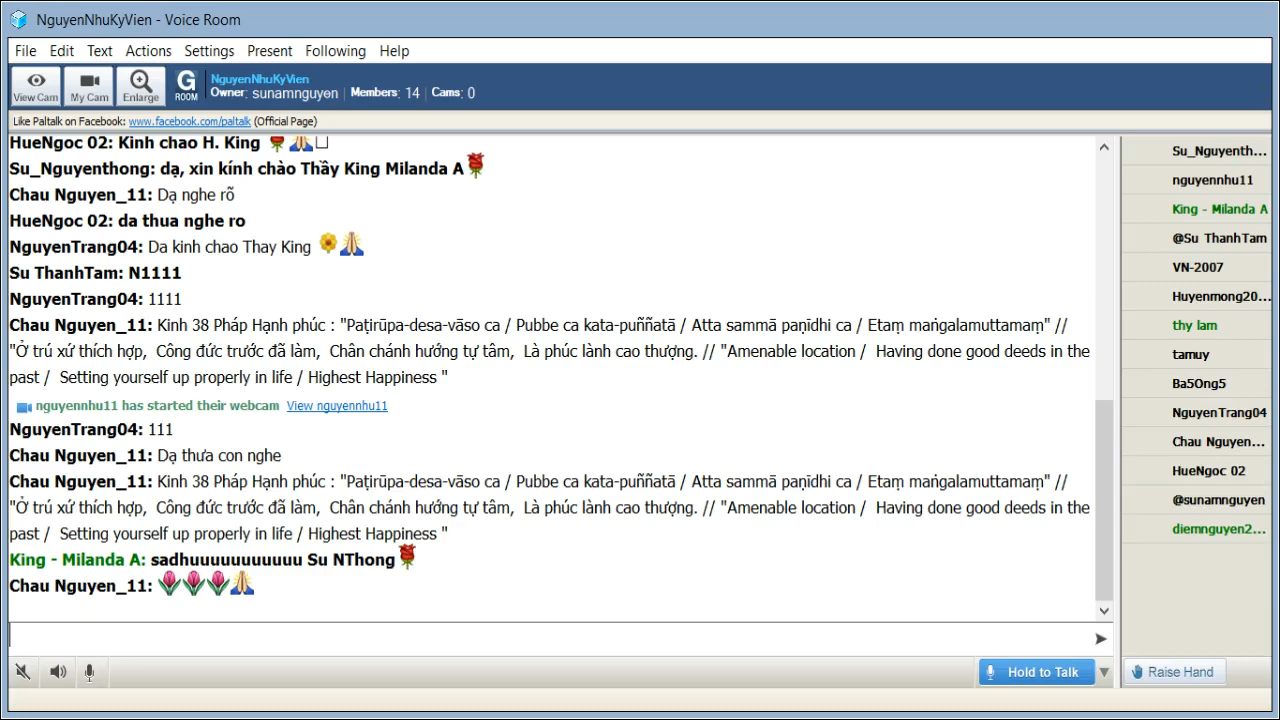 NguyenNhuKyVien - Voice Room
File Edit Text Actions Settings Present Following Help
View Cam My Cam Enlarge G ROOM NguyenNhuKyVien
Owner: sunamnguyen | Members: 14 | Cams: 0
Like Paltalk on Facebook: www.facebook.com/paltalk (Official Page)
HueNgoc 02: Kinh chao H. King
Su_Nguyenthong: dạ, xin kính chào Thầy King Milanda A
Chau Nguyen_11: Dạ nghe rõ
HueNgoc 02: da thua nghe ro
NguyenTrang04: Da kinh chao Thay King
Su ThanhTam: N1111
NguyenTrang04: 1111
Chau Nguyen_11: Kinh 38 Pháp Hạnh phúc : "Paṭirūpa-desa-vāso ca / Pubbe ca kata-puññatā / Atta sammā paṇīdhi ca / Etaṃ maṅgalamuttamaṃ" //
"Ở trú xứ thích hợp, Công đức trước đã làm, Chân chánh hướng tự tâm, Là phúc lành cao thượng. // "Amenable location / Having done good deeds in the
past / Setting yourself up properly in life / Highest Happiness "
nguyennhu11 has started their webcam View nguyennhu11
NguyenTrang04: 111
Chau Nguyen_11: Dạ thưa con nghe
Chau Nguyen_11: Kinh 38 Pháp Hạnh phúc : "Paṭirūpa-desa-vāso ca / Pubbe ca kata-puññatā / Atta sammā paṇīdhi ca / Etaṃ maṅgalamuttamaṃ" //
"Ở trú xứ thích hợp, Công đức trước đã làm, Chân chánh hướng tự tâm, Là phúc lành cao thượng. // "Amenable location / Having done good deeds in the
past / Setting yourself up properly in life / Highest Happiness "
King - Milanda A: sadhuuuuuuuuuuu Su NThong
Chau Nguyen_11:
Su_Nguyenth...
nguyennhu11
King - Milanda A
@Su ThanhTam
VN-2007
Huyenmong20...
thy lam
tamuy
Ba5Ong5
NguyenTrang04
Chau Nguyen...
HueNgoc 02
@sunamnguyen
diemnguyen2...
Hold to Talk
Raise Hand